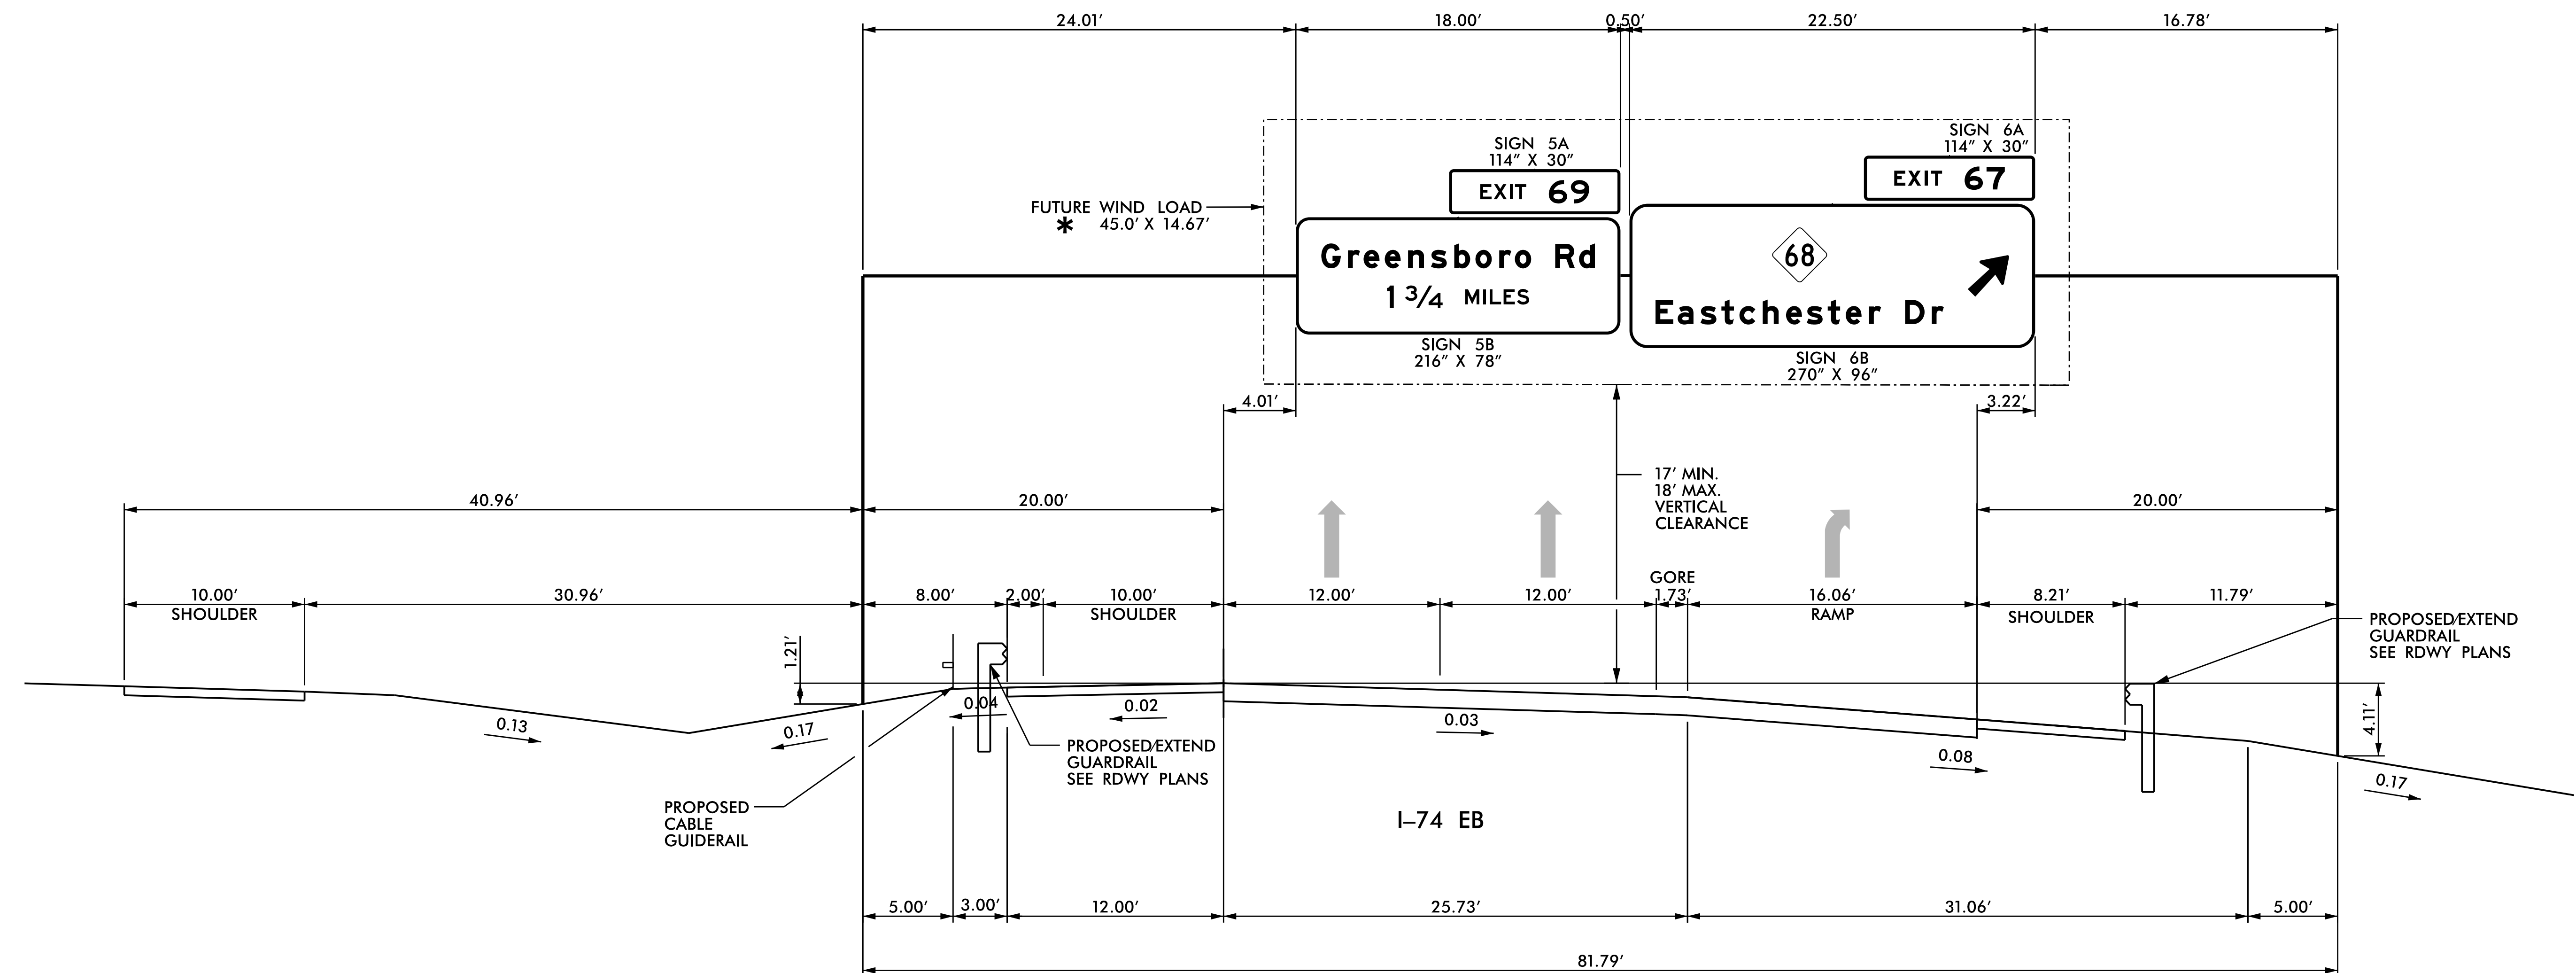 24.01′
18.00′
0.50′
22.50′
16.78′
SIGN 5A
114″ X 30″
SIGN 6A
114″ X 30″
EXIT 69
EXIT 67
FUTURE WIND LOAD
* 45.0′ X 14.67′
Greensboro Rd
1 3/4 MILES
68
Eastchester Dr
SIGN 5B
216″ X 78″
SIGN 6B
270″ X 96″
4.01′
3.22′
17′ MIN.
18′ MAX.
VERTICAL
CLEARANCE
40.96′
20.00′
20.00′
10.00′
SHOULDER
30.96′
8.00′
2.00′
10.00′
SHOULDER
12.00′
12.00′
GORE
1.73′
16.06′
RAMP
8.21′
SHOULDER
11.79′
PROPOSED/EXTEND
GUARDRAIL
SEE RDWY PLANS
1.21′
4.11′
0.13
0.17
0.04
0.02
0.03
0.08
0.17
PROPOSED/EXTEND
GUARDRAIL
SEE RDWY PLANS
PROPOSED
CABLE
GUIDERAIL
I–74 EB
5.00′
3.00′
12.00′
25.73′
31.06′
5.00′
81.79′